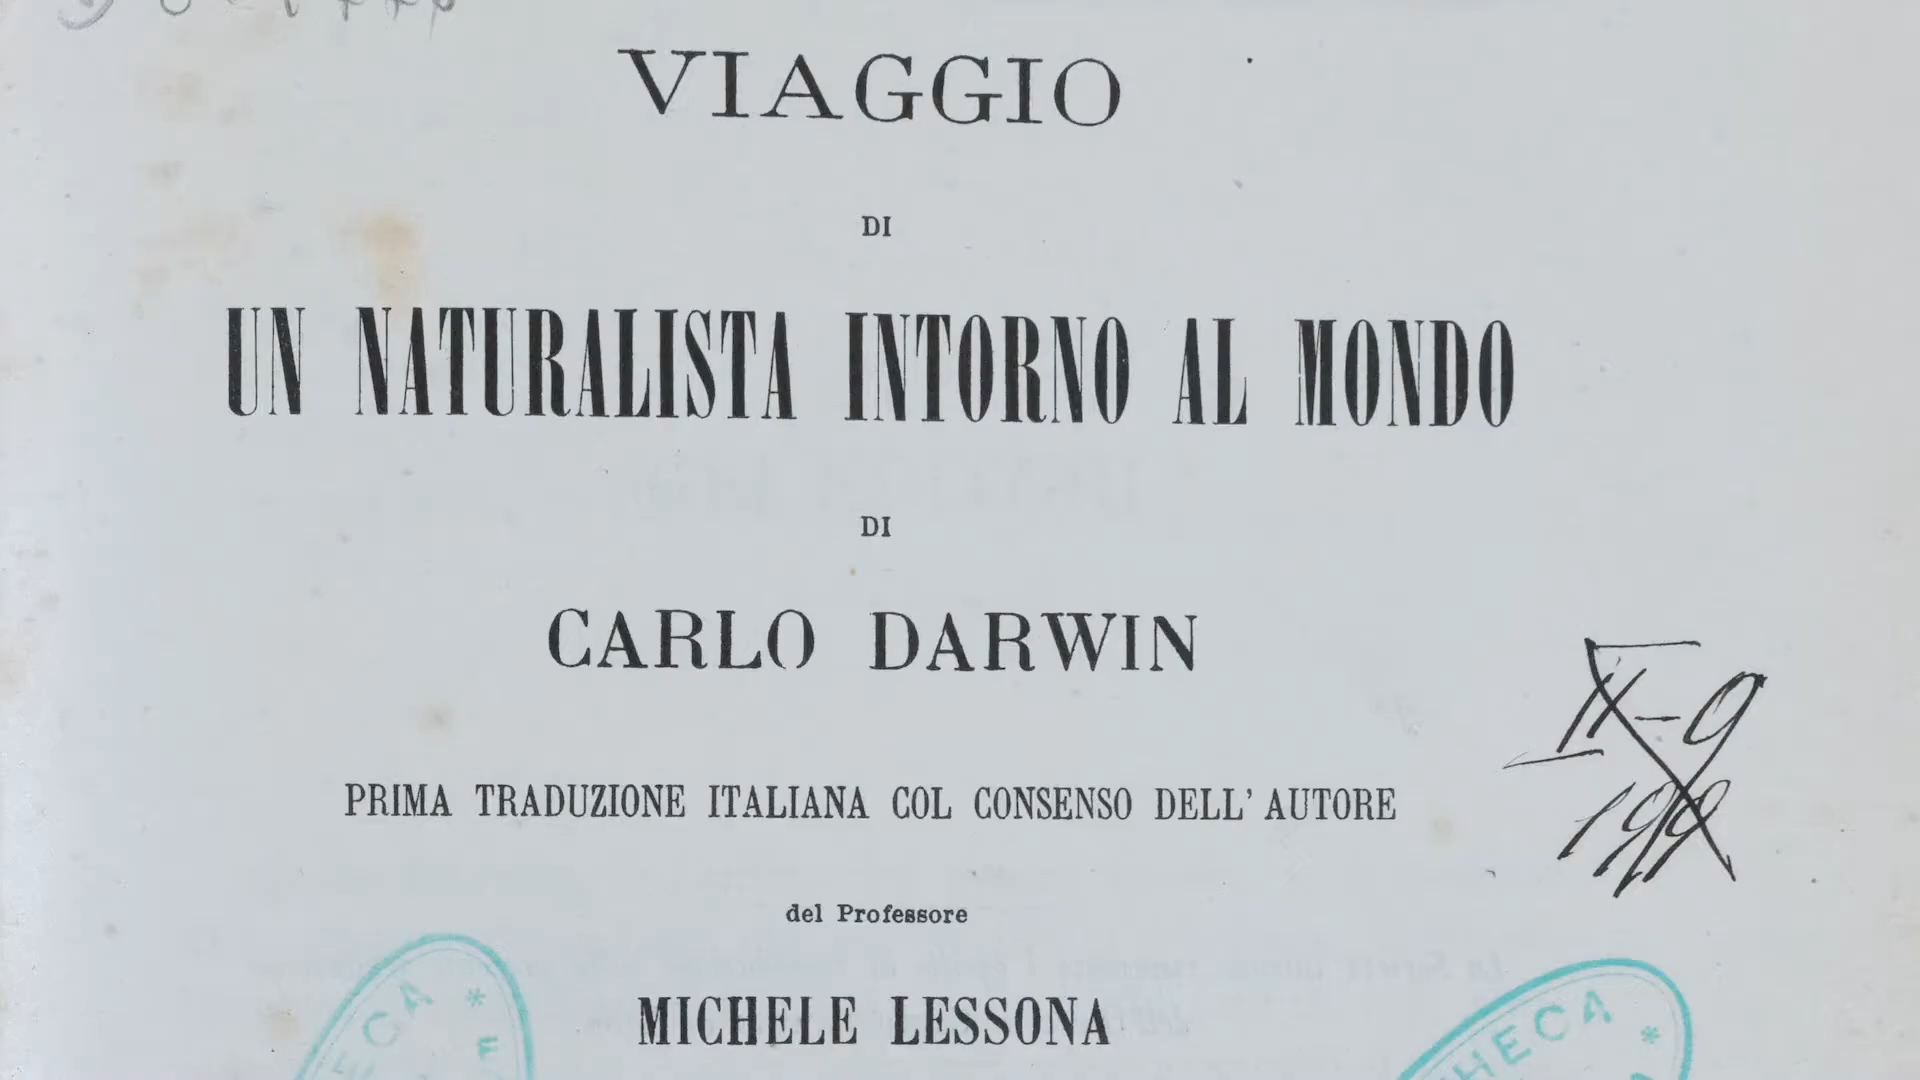 VIAGGIO
DI
UN NATURALISTA INTORNO AL MONDO
DI
CARLO DARWIN
PRIMA TRADUZIONE ITALIANA COL CONSENSO DELL' AUTORE
del Professore
MICHELE LESSONA